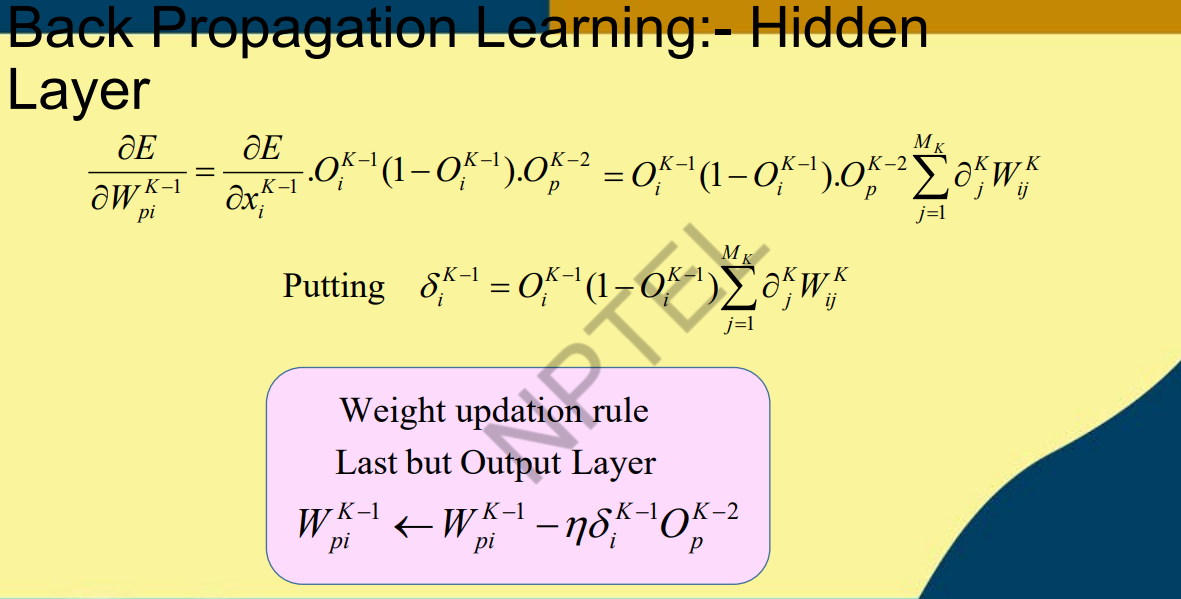 Back Propagation Learning:- Hidden
Layer
∂E/∂W_{pi}^{K-1} = ∂E/∂x_i^{K-1} .O_i^{K-1}(1-O_i^{K-1}).O_p^{K-2} = O_i^{K-1}(1-O_i^{K-1}).O_p^{K-2} ∑_{j=1}^{M_K} ∂_j^K W_{ij}^K
Putting δ_i^{K-1} = O_i^{K-1}(1-O_i^{K-1}) ∑_{j=1}^{M_K} ∂_j^K W_{ij}^K
NPTEL
Weight updation rule
Last but Output Layer
W_{pi}^{K-1} ← W_{pi}^{K-1} - ηδ_i^{K-1} O_p^{K-2}